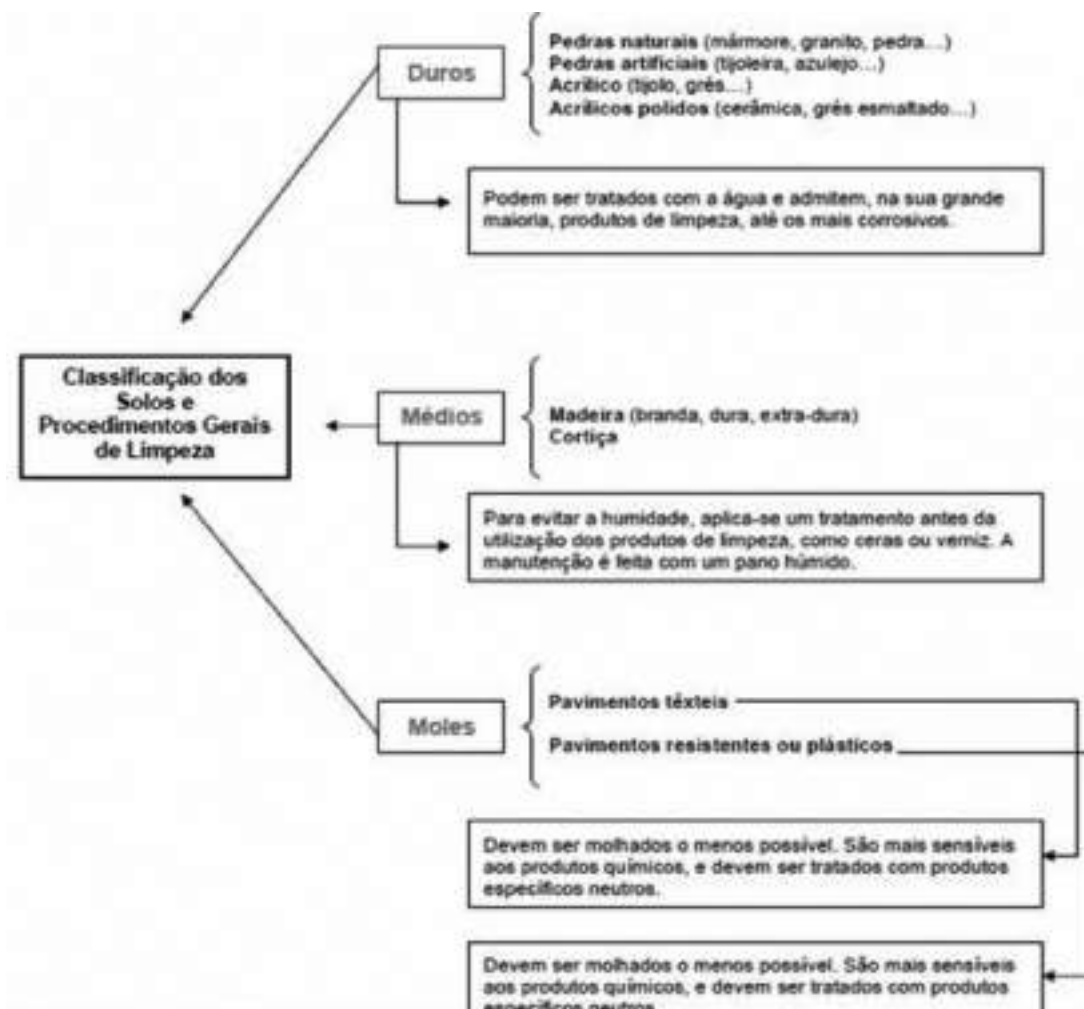 Duros
Pedras naturais (mármore, granito, pedra...)
Pedras artificiais (tijoleira, azulejo...)
Acrílico (tijolo, grés...)
Acrílicos polidos (cerâmica, grés esmaltado...)
Podem ser tratados com a água e admitem, na sua grande
maioria, produtos de limpeza, até os mais corrosivos.
Classificação dos
Solos e
Procedimentos Gerais
de Limpeza
Médios
Madeira (branda, dura, extra-dura)
Cortiça
Para evitar a humidade, aplica-se um tratamento antes da
utilização dos produtos de limpeza, como ceras ou verniz. A
manutenção é feita com um pano húmido.
Moles
Pavimentos têxteis
Pavimentos resistentes ou plásticos
Devem ser molhados o menos possível. São mais sensíveis
aos produtos químicos, e devem ser tratados com produtos
específicos neutros.
Devem ser molhados o menos possível. São mais sensíveis
aos produtos químicos, e devem ser tratados com produtos
específicos neutros.